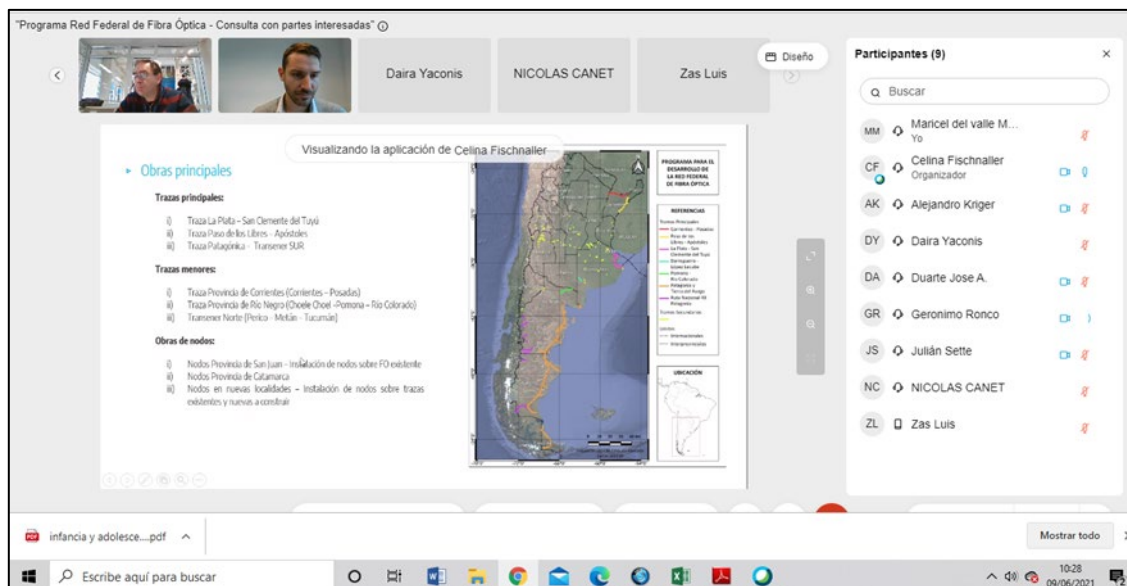 "Programa Red Federal de Fibra Óptica - Consulta con partes interesadas"
Daira Yaconis
NICOLAS CANET
Zas Luis
Diseño
Visualizando la aplicación de Celina Fischnaller
Obras principales
Trazas principales:
i) Traza La Plata – San Clemente del Tuyú
ii) Traza Paso de los Libres - Apóstoles
iii) Traza Patagónica - Transener SUR
Trazas menores:
i) Traza Provincia de Corrientes (Corrientes - Posadas)
ii) Traza Provincia de Río Negro (Choele Choel -Pomona – Río Colorado)
iii) Transener Norte [Perico - Metán - Tucumán]
Obras de nodos:
i) Nodos Provincia de San Juan – Instalación de nodos sobre FO existente
ii) Nodos Provincia de Catamarca
iii) Nodos en nuevas localidades – Instalación de nodos sobre trazas
existentes y nuevas a construir
PROGRAMA PARA EL
DESARROLLO DE
LA RED FEDERAL
DE FIBRA ÓPTICA
REFERENCIAS
UBICACIÓN
Participantes (9)
Buscar
MM Maricel del valle M...
Yo
CF Celina Fischnaller
Organizador
AK Alejandro Kriger
DY Daira Yaconis
DA Duarte Jose A.
GR Geronimo Ronco
JS Julián Sette
NC NICOLAS CANET
ZL Zas Luis
infancia y adolesce....pdf
Mostrar todo
Escribe aquí para buscar
10:28
09/06/2021